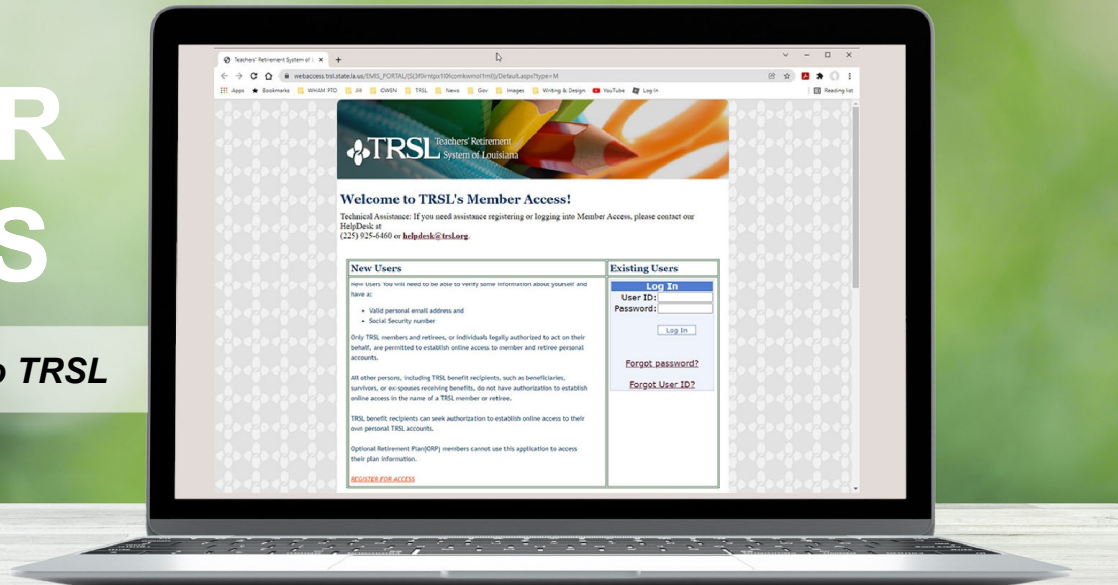 R
S
o TRSL
Teachers' Retirement System of
webaccess.trsl.state.la.us/EMIS_PORTAL/
Default.aspx?type=M
Apps Bookmarks WHAM PTO Jill OWEN TRSL News Gov Images Writing & Design YouTube Log In Reading list
TRSL Teachers' Retirement
System of Louisiana
Welcome to TRSL's Member Access!
Technical Assistance: If you need assistance registering or logging into Member Access, please contact our
HelpDesk at
(225) 925-6460 or helpdesk@trsl.org.
New Users
New Users You will need to be able to verify some information about yourself and
have a:
• Valid personal email address and
• Social Security number
Only TRSL members and retirees, or individuals legally authorized to act on their
behalf, are permitted to establish online access to member and retiree personal
accounts.
All other persons, including TRSL benefit recipients, such as beneficiaries,
survivors, or ex-spouses receiving benefits, do not have authorization to establish
online access in the name of a TRSL member or retiree.
TRSL benefit recipients can seek authorization to establish online access to their
own personal TRSL accounts.
Optional Retirement Plan(ORP) members cannot use this application to access
their plan information.
REGISTER FOR ACCESS
Existing Users
Log In
User ID:
Password:
Log In
Forgot password?
Forgot User ID?